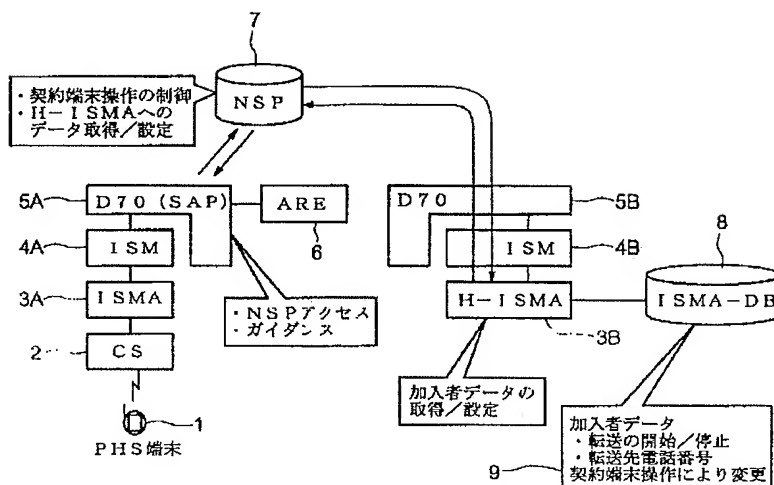 7
・契約端末操作の制御
・H－ISMAへの
データ取得／設定
NSP
5A
D70（SAP）
ARE
6
D70
5B
4A
ISM
ISM
4B
8
3A
ISMA
・NSPアクセス
・ガイダンス
H－ISMA
3B
ISMA－DB
2
CS
1
PHS端末
加入者データの
取得／設定
9
加入者データ
・転送の開始／停止
・転送先電話番号
契約端末操作により変更